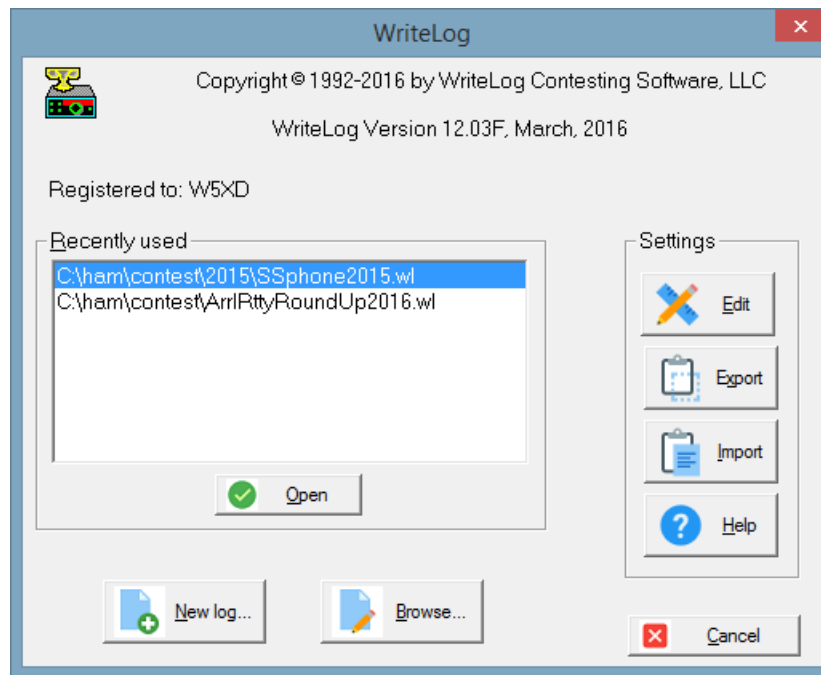 WriteLog
Copyright © 1992-2016 by WriteLog Contesting Software, LLC
WriteLog Version 12.03F, March, 2016
Registered to: W5XD
Recently used
C:\ham\contest\2015\SSphone2015.wl
C:\ham\contest\ArrlRttyRoundUp2016.wl
Open
Settings
Edit
Export
Import
Help
New log...
Browse...
Cancel